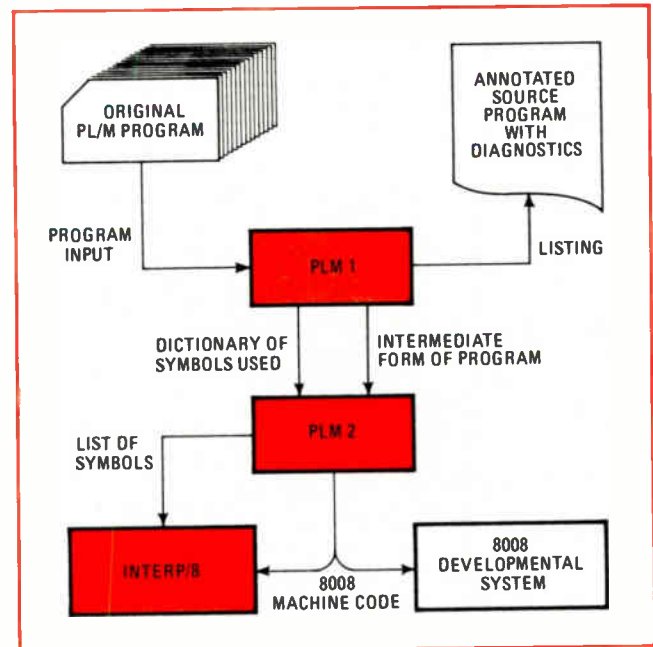 ORIGINAL
PL/M PROGRAM
ANNOTATED
SOURCE
PROGRAM
WITH
DIAGNOSTICS
PROGRAM
INPUT
PLM 1
LISTING
DICTIONARY OF
SYMBOLS USED
INTERMEDIATE
FORM OF PROGRAM
PLM 2
LIST OF
SYMBOLS
INTERP/8
8008
MACHINE CODE
8008
DEVELOPMENTAL
SYSTEM